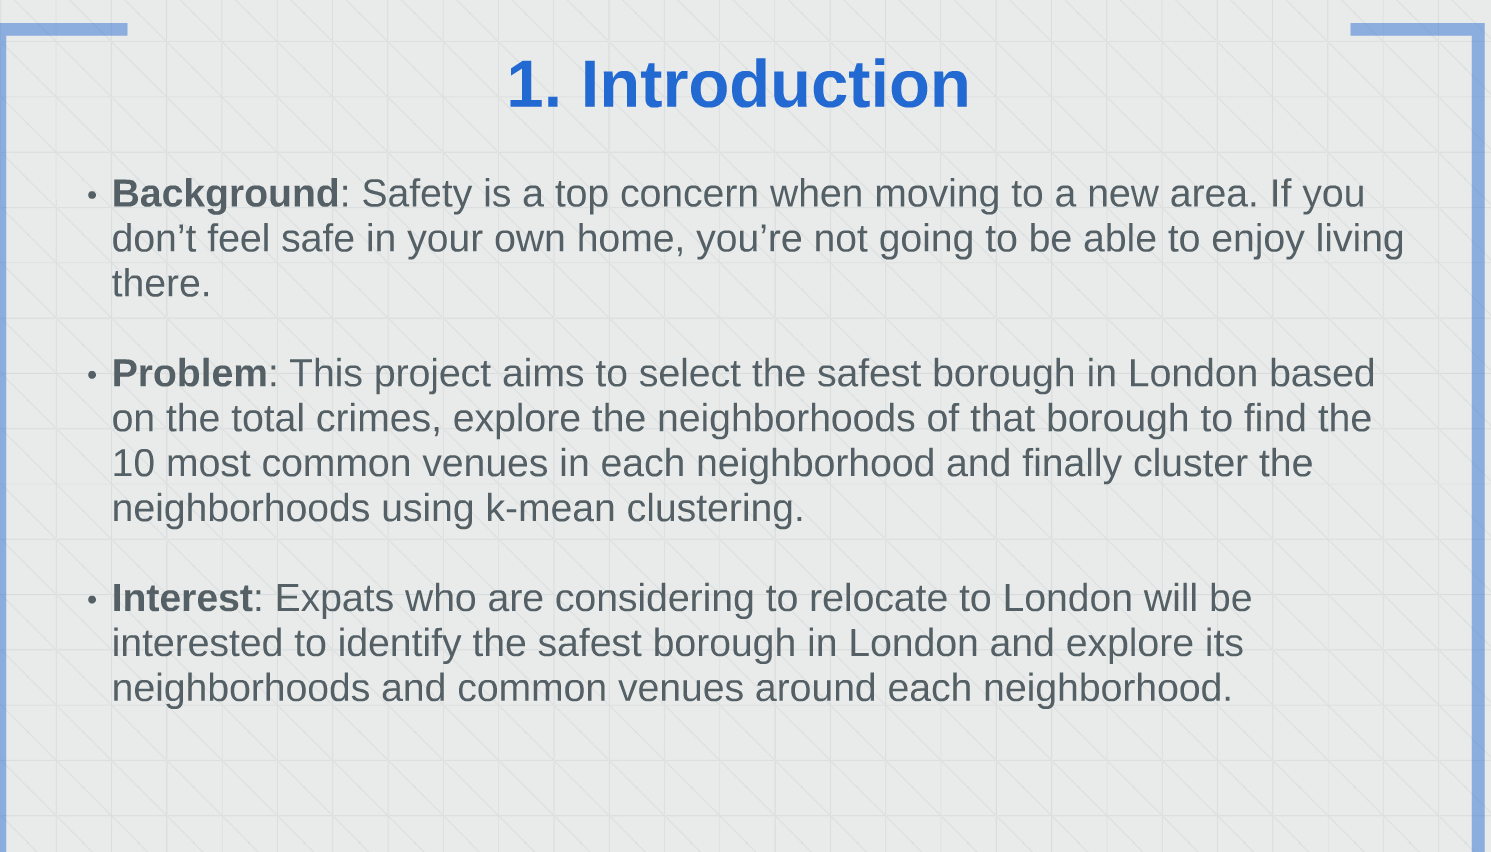 1. Introduction
• Background: Safety is a top concern when moving to a new area. If you
don’t feel safe in your own home, you’re not going to be able to enjoy living
there.
• Problem: This project aims to select the safest borough in London based
on the total crimes, explore the neighborhoods of that borough to find the
10 most common venues in each neighborhood and finally cluster the
neighborhoods using k-mean clustering.
• Interest: Expats who are considering to relocate to London will be
interested to identify the safest borough in London and explore its
neighborhoods and common venues around each neighborhood.